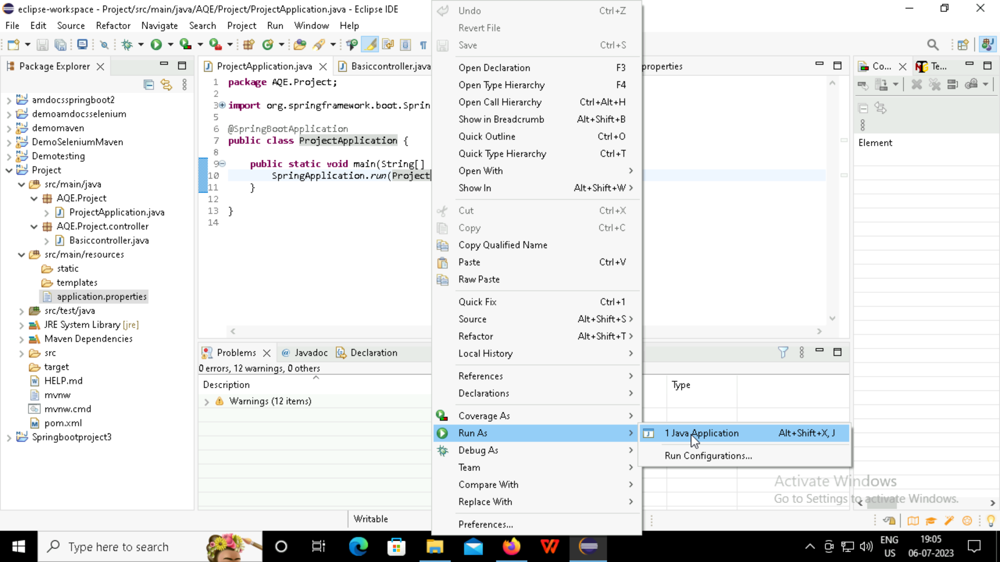 eclipse-workspace - Project/src/main/java/AQE/Project/ProjectApplication.java - Eclipse IDE
File Edit Source Refactor Navigate Search Project Run Window Help
Package Explorer
amdocsspringboot2
demoamdocsselenium
demomaven
DemoSeleniumMaven
Demotesting
Project
src/main/java
AQE.Project
ProjectApplication.java
AQE.Project.controller
Basiccontroller.java
src/main/resources
static
templates
application.properties
src/test/java
JRE System Library [jre]
Maven Dependencies
src
target
HELP.md
mvnw
mvnw.cmd
pom.xml
Springbootproject3
ProjectApplication.java Basiccontroller.java properties
1 package AQE.Project;
2
3 import org.springframework.boot.Sprin
5
6 @SpringBootApplication
7 public class ProjectApplication {
8
9 public static void main(String[]
10 SpringApplication.run(Project
11 }
12
13 }
14
Problems Javadoc Declaration
0 errors, 12 warnings, 0 others
Description Type
Warnings (12 items)
Writable
Undo Ctrl+Z
Revert File
Save Ctrl+S
Open Declaration F3
Open Type Hierarchy F4
Open Call Hierarchy Ctrl+Alt+H
Show in Breadcrumb Alt+Shift+B
Quick Outline Ctrl+O
Quick Type Hierarchy Ctrl+T
Open With
Show In Alt+Shift+W
Cut Ctrl+X
Copy Ctrl+C
Copy Qualified Name
Paste Ctrl+V
Raw Paste
Quick Fix Ctrl+1
Source Alt+Shift+S
Refactor Alt+Shift+T
Local History
References
Declarations
Coverage As
Run As
Debug As
Team
Compare With
Replace With
Preferences...
1 Java Application Alt+Shift+X, J
Run Configurations...
Co... Te...
Element
Activate Windows
Go to Settings to activate Windows.
Type here to search
ENG
US
19:05
06-07-2023